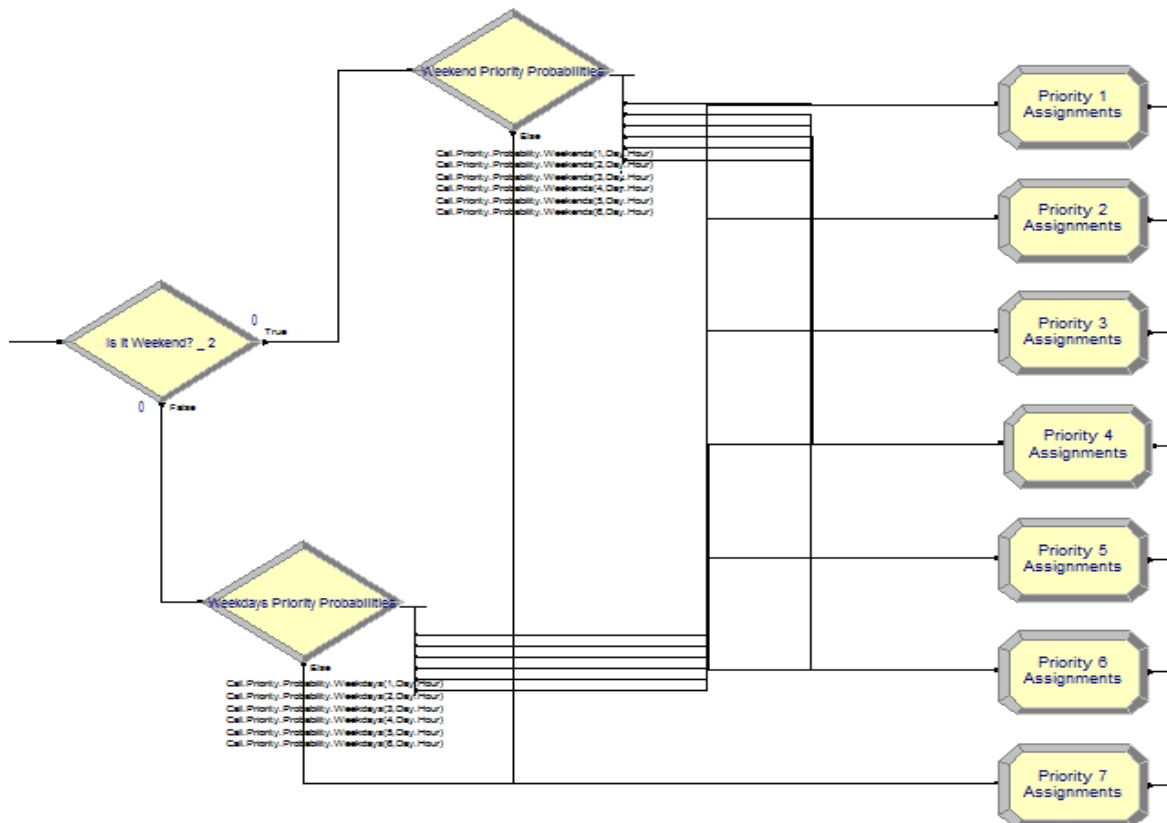 Weekend Priority Probabilities
Else
Call.Priority.Probability.Weekends(1,Day.Hour)
Call.Priority.Probability.Weekends(2,Day.Hour)
Call.Priority.Probability.Weekends(3,Day.Hour)
Call.Priority.Probability.Weekends(4,Day.Hour)
Call.Priority.Probability.Weekends(5,Day.Hour)
Call.Priority.Probability.Weekends(6,Day.Hour)
Is It Weekend? _ 2
0
True
0
False
Weekdays Priority Probabilities
Else
Call.Priority.Probability.Weekdays(1,Day.Hour)
Call.Priority.Probability.Weekdays(2,Day.Hour)
Call.Priority.Probability.Weekdays(3,Day.Hour)
Call.Priority.Probability.Weekdays(4,Day.Hour)
Call.Priority.Probability.Weekdays(5,Day.Hour)
Call.Priority.Probability.Weekdays(6,Day.Hour)
Priority 1
Assignments
Priority 2
Assignments
Priority 3
Assignments
Priority 4
Assignments
Priority 5
Assignments
Priority 6
Assignments
Priority 7
Assignments